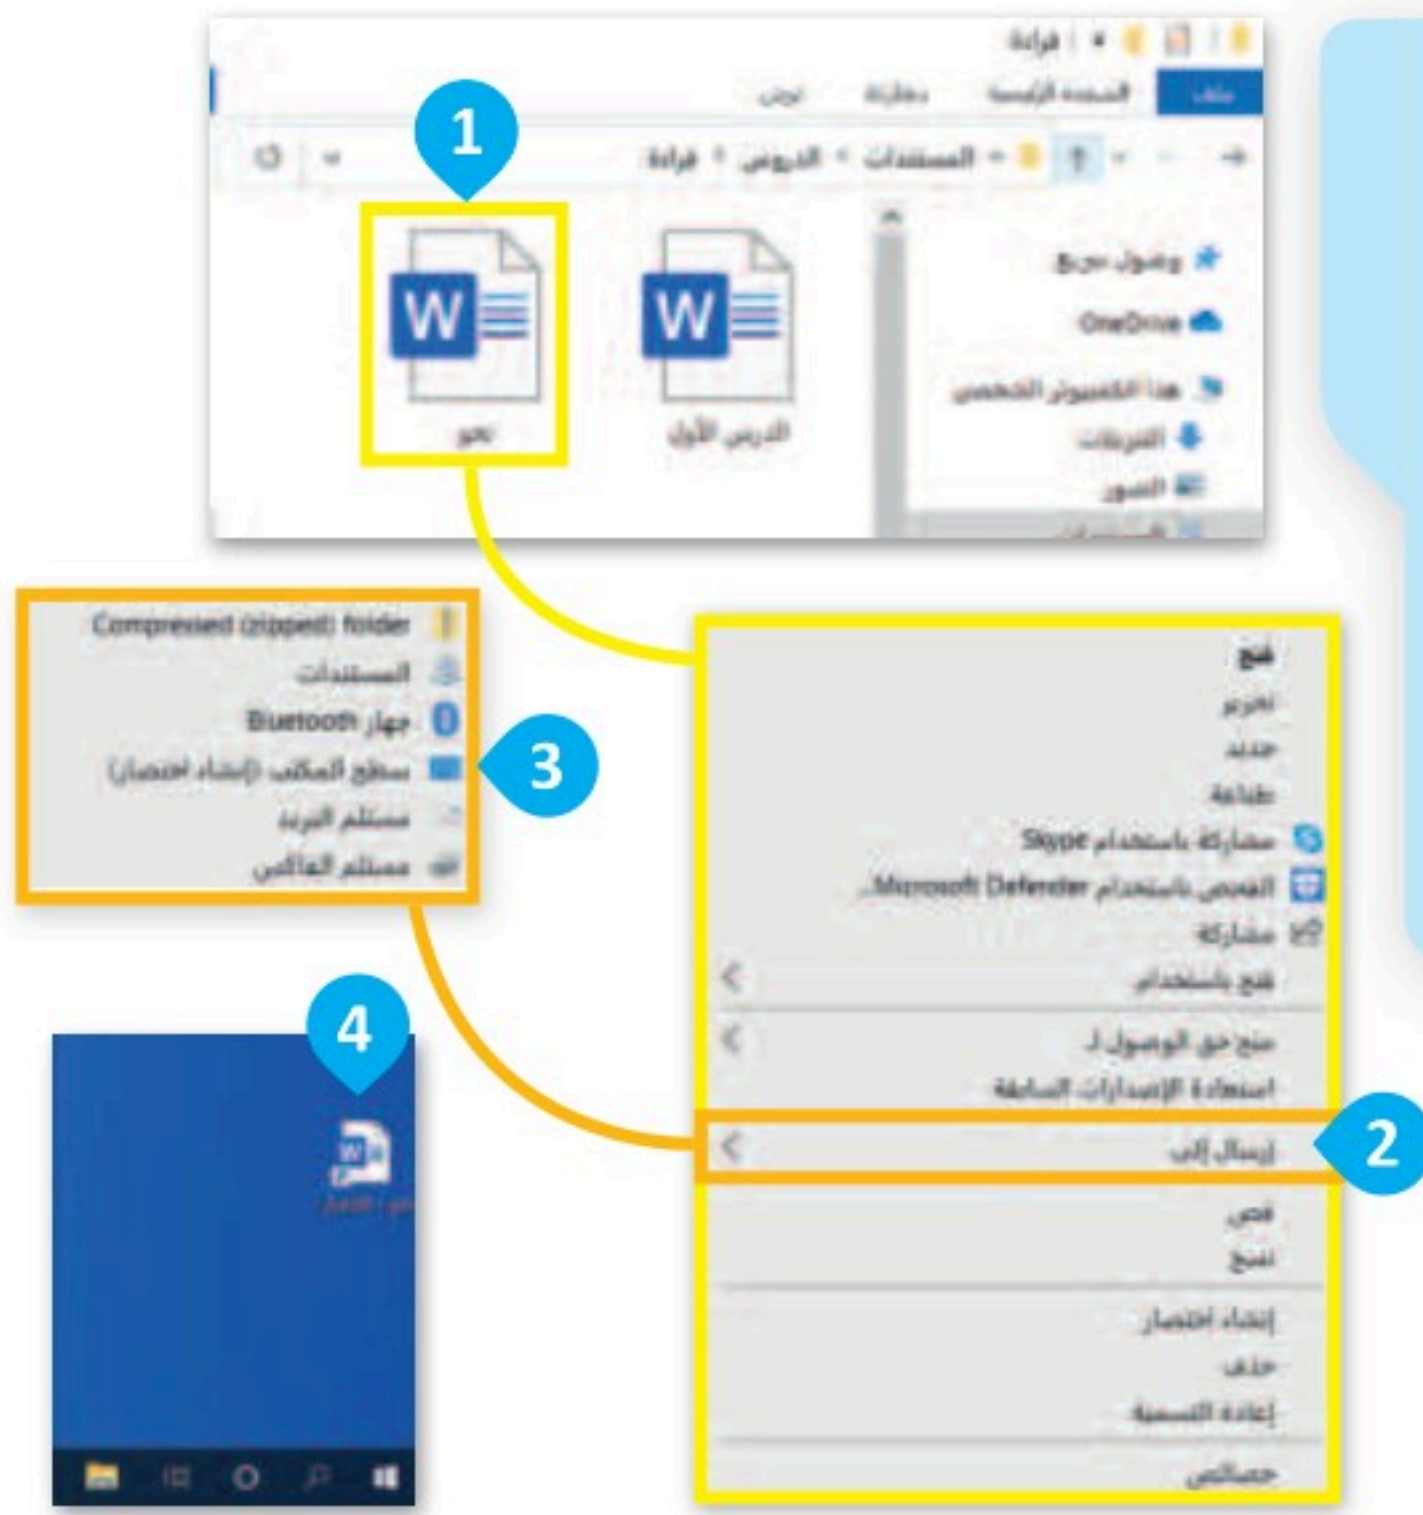 قراءة
ملف
الصفحة الرئيسية
مشاركة
عرض
المستندات
الدروس
قراءة
1
وصول سريع
OneDrive
هذا الكمبيوتر الشخصي
التنزيلات
الصور
المستندات
W
الدرس الأول
W
نحو
فتح
تحرير
جديد
طباعة
مشاركة باستخدام Skype
الفحص باستخدام Microsoft Defender...
مشاركة
فتح باستخدام
منح حق الوصول لـ
استعادة الإصدارات السابقة
إرسال إلى
2
قص
نسخ
إنشاء اختصار
حذف
إعادة التسمية
خصائص
Compressed (zipped) folder
المستندات
جهاز Bluetooth
سطح المكتب (إنشاء اختصار)
3
مستلم البريد
مستلم الفاكس
4
W